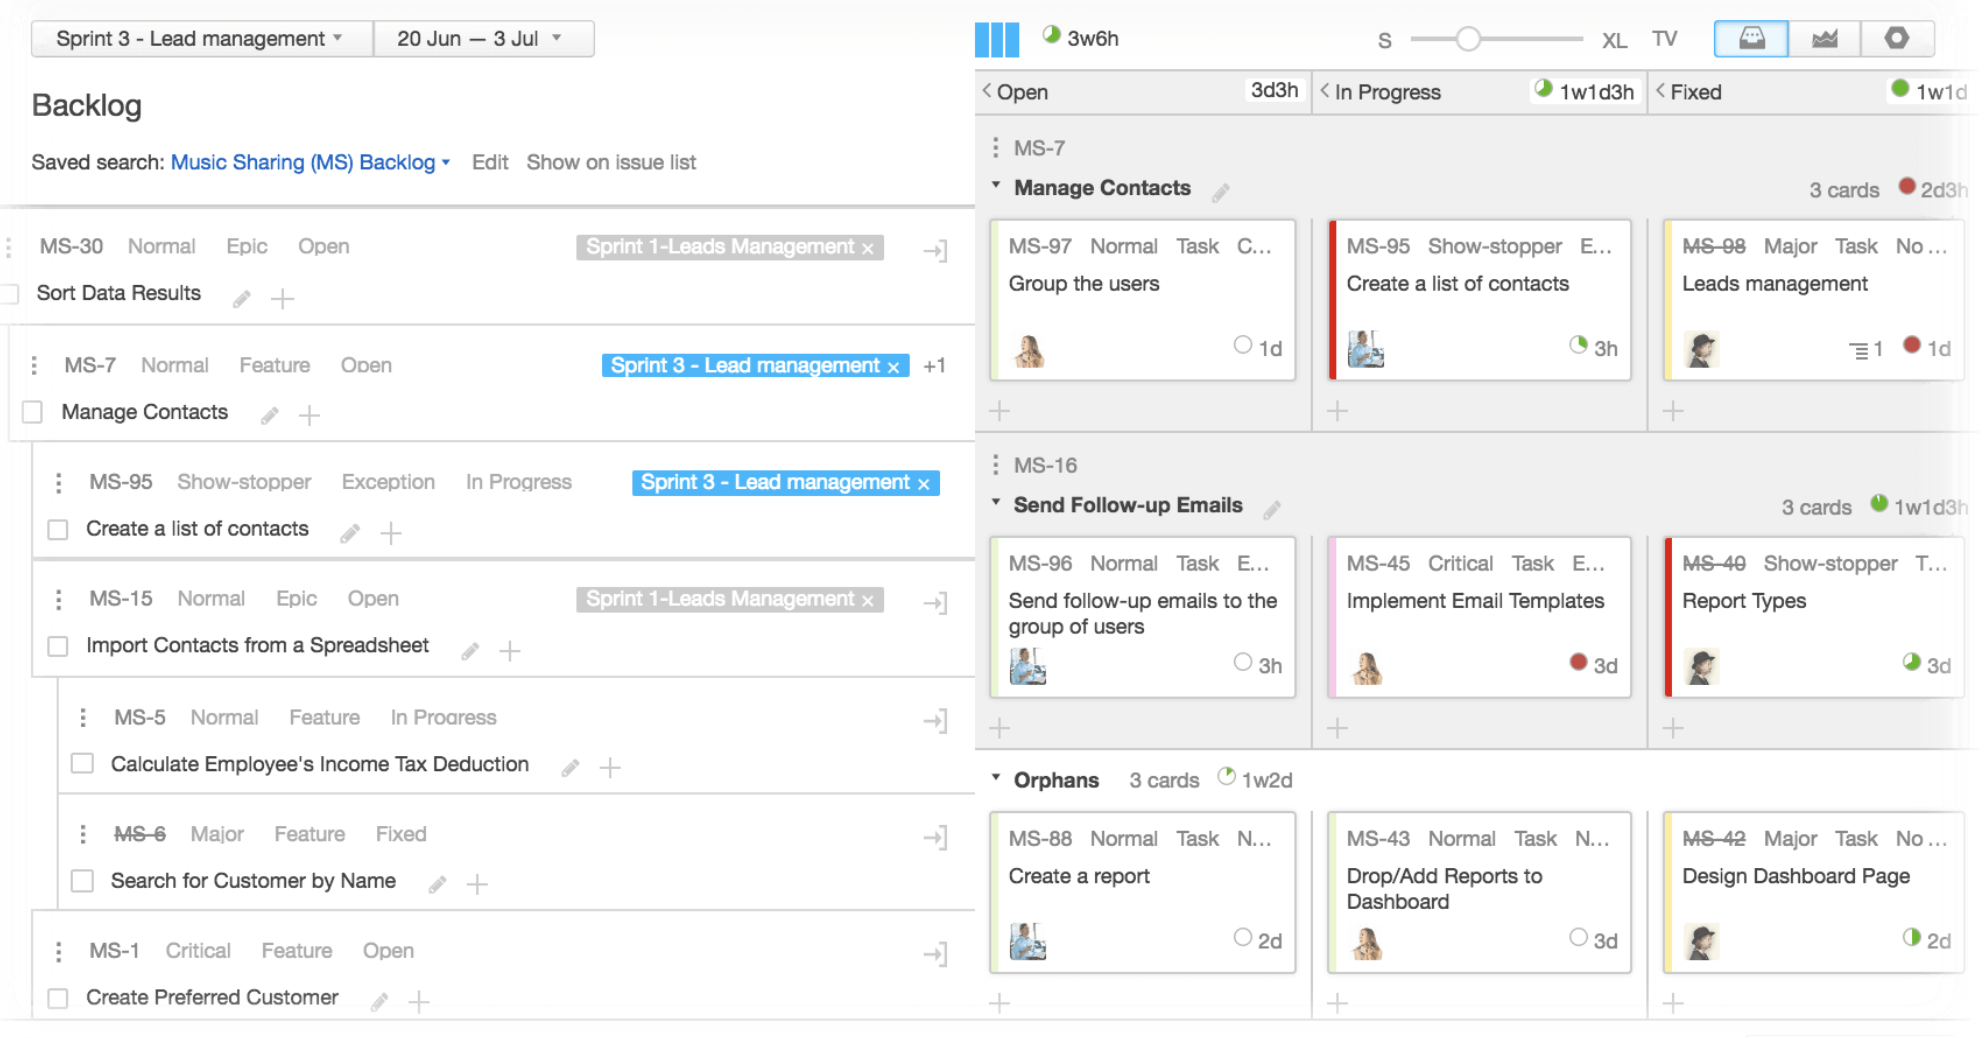 Sprint 3 - Lead management
20 Jun — 3 Jul
Backlog
Saved search: Music Sharing (MS) Backlog Edit Show on issue list
MS-30 Normal Epic Open Sprint 1-Leads Management ×
Sort Data Results
MS-7 Normal Feature Open Sprint 3 - Lead management × +1
Manage Contacts
MS-95 Show-stopper Exception In Progress Sprint 3 - Lead management ×
Create a list of contacts
MS-15 Normal Epic Open Sprint 1-Leads Management ×
Import Contacts from a Spreadsheet
MS-5 Normal Feature In Progress
Calculate Employee's Income Tax Deduction
MS-6 Major Feature Fixed
Search for Customer by Name
MS-1 Critical Feature Open
Create Preferred Customer
3w6h
S XL TV
Open 3d3h
In Progress 1w1d3h
Fixed 1w1d
MS-7
Manage Contacts
3 cards 2d3h
MS-97 Normal Task C...
Group the users
1d
MS-95 Show-stopper E...
Create a list of contacts
3h
MS-98 Major Task No ...
Leads management
1 1d
MS-16
Send Follow-up Emails
3 cards 1w1d3h
MS-96 Normal Task E...
Send follow-up emails to the
group of users
3h
MS-45 Critical Task E...
Implement Email Templates
3d
MS-40 Show-stopper T...
Report Types
3d
Orphans 3 cards 1w2d
MS-88 Normal Task N...
Create a report
2d
MS-43 Normal Task N...
Drop/Add Reports to
Dashboard
3d
MS-42 Major Task No ...
Design Dashboard Page
2d